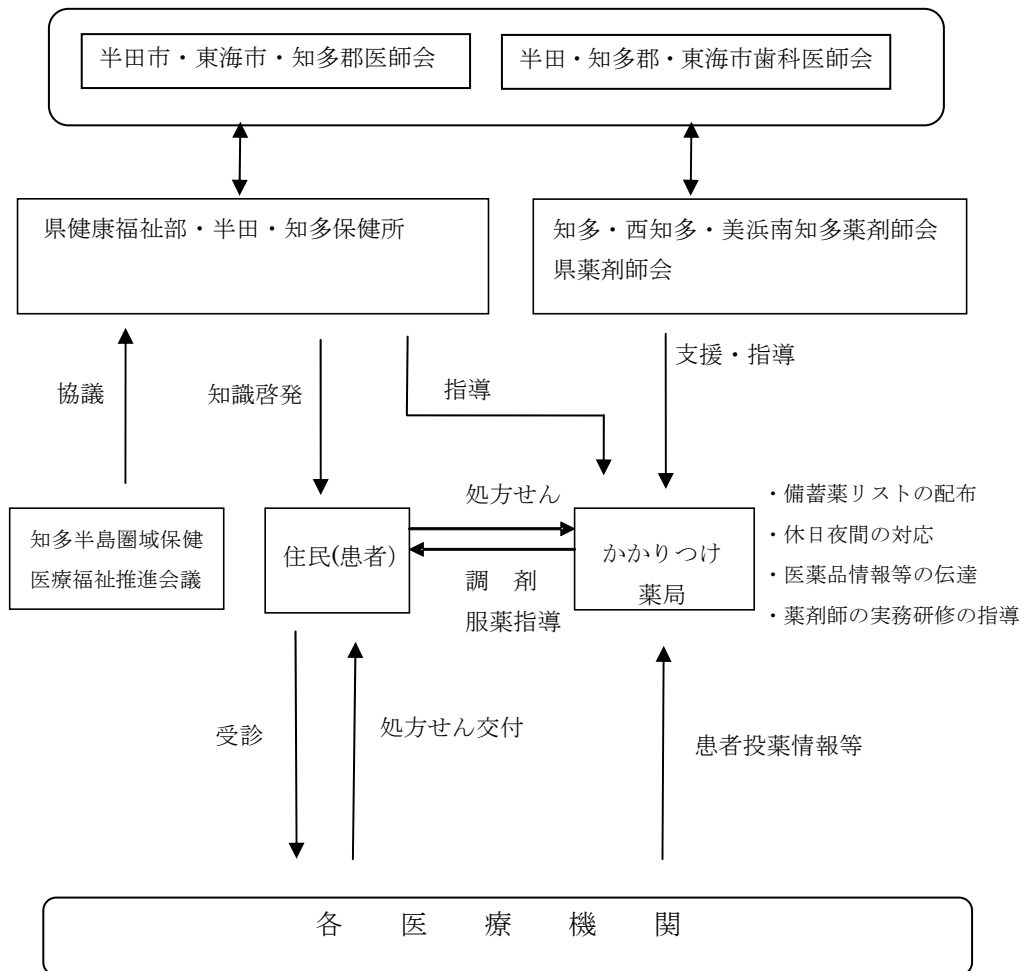 半田市・東海市・知多郡医師会
半田・知多郡・東海市歯科医師会
県健康福祉部・半田・知多保健所
知多・西知多・美浜南知多薬剤師会
県薬剤師会
協議
知識啓発
指導
支援・指導
知多半島圏域保健
医療福祉推進会議
住民(患者)
処方せん
調　剤
服薬指導
かかりつけ
薬局
・備蓄薬リストの配布
・休日夜間の対応
・医薬品情報等の伝達
・薬剤師の実務研修の指導
受診
処方せん交付
患者投薬情報等
各　医　療　機　関